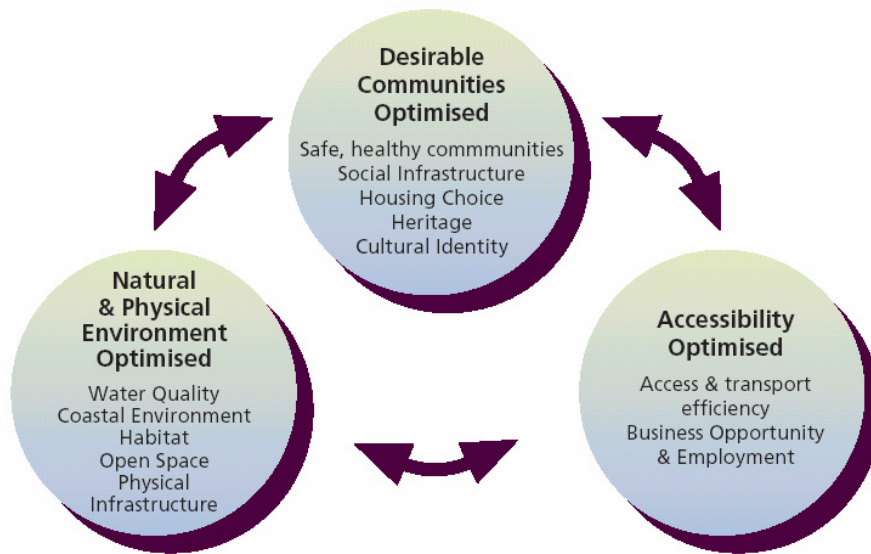 Desirable
Communities
Optimised
Safe, healthy commmunities
Social Infrastructure
Housing Choice
Heritage
Cultural Identity
Natural
& Physical
Environment
Optimised
Water Quality
Coastal Environment
Habitat
Open Space
Physical
Infrastructure
Accessibility
Optimised
Access & transport
efficiency
Business Opportunity
& Employment